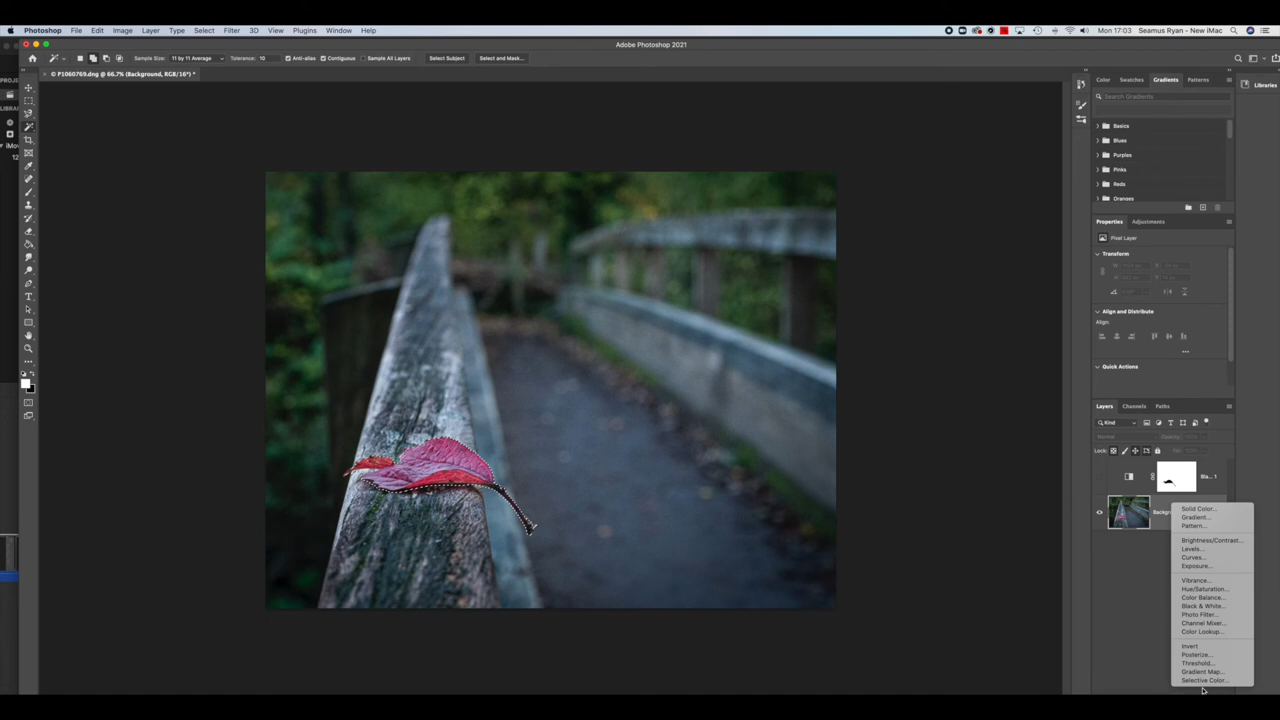 Photoshop File Edit Image Layer Type Select Filter 3D View Plugins Window Help
Mon 17:03 Seamus Ryan - New iMac
Adobe Photoshop 2021
Sample Size: 11 by 11 Average Tolerance: 10 Anti-alias Contiguous Sample All Layers Select Subject Select and Mask...
© P1060769.dng @ 66.7% (Background, RGB/16*) *
Color Swatches Gradients Patterns
Libraries
Search Gradients
Basics
Blues
Purples
Pinks
Reds
Oranges
Properties Adjustments
Pixel Layer
Transform
Align and Distribute
Align:
Quick Actions
Layers Channels Paths
Kind
Normal Opacity:
Lock:
Bla... 1
Solid Color...
Gradient...
Pattern...
Brightness/Contrast...
Levels...
Curves...
Exposure...
Vibrance...
Hue/Saturation...
Color Balance...
Black & White...
Photo Filter...
Channel Mixer...
Color Lookup...
Invert
Posterize...
Threshold...
Gradient Map...
Selective Color...